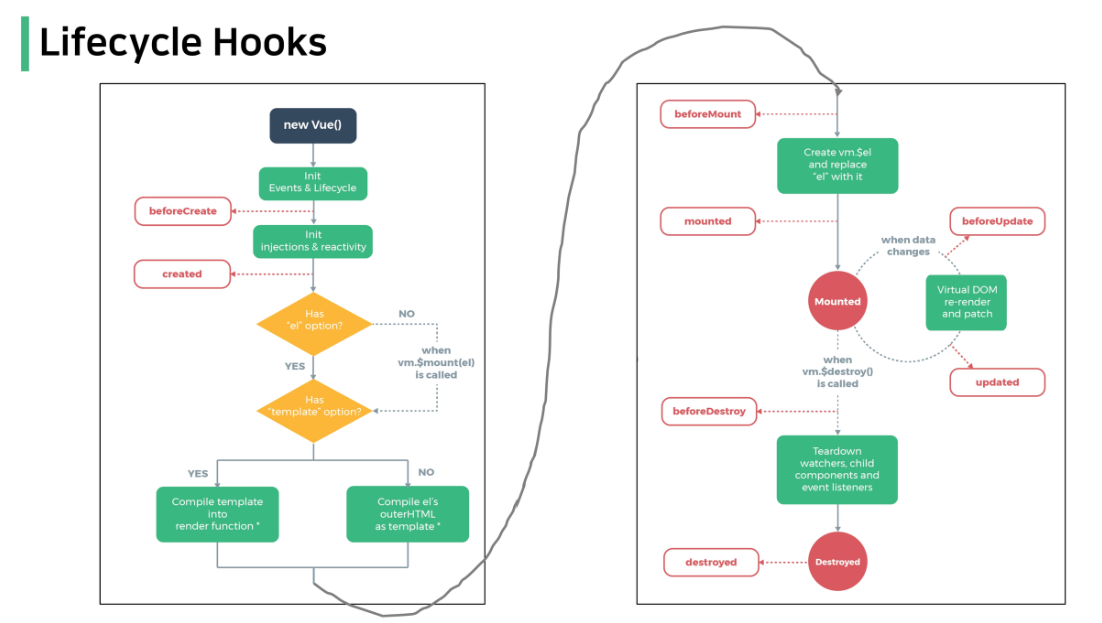 Lifecycle Hooks
new Vue()
Init
Events & Lifecycle
beforeCreate
Init
injections & reactivity
created
Has
"el" option?
NO
when
vm.$mount(el)
is called
YES
Has
"template" option?
YES
NO
Compile template
into
render function *
Compile el's
outerHTML
as template *
beforeMount
Create vm.$el
and replace
"el" with it
mounted
beforeUpdate
when data
changes
Mounted
Virtual DOM
re-render
and patch
when
vm.$destroy()
is called
updated
beforeDestroy
Teardown
watchers, child
components and
event listeners
destroyed
Destroyed